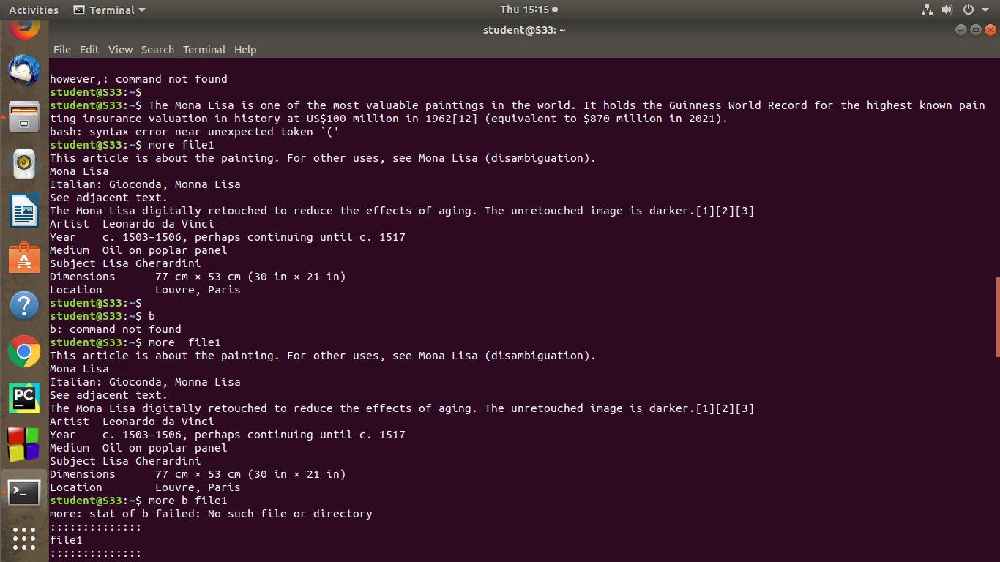 Activities Terminal Thu 15:15
student@S33: ~
File Edit View Search Terminal Help
however,: command not found
student@S33:~$
student@S33:~$ The Mona Lisa is one of the most valuable paintings in the world. It holds the Guinness World Record for the highest known pain
ting insurance valuation in history at US$100 million in 1962[12] (equivalent to $870 million in 2021).
bash: syntax error near unexpected token `('
student@S33:~$ more file1
This article is about the painting. For other uses, see Mona Lisa (disambiguation).
Mona Lisa
Italian: Gioconda, Monna Lisa
See adjacent text.
The Mona Lisa digitally retouched to reduce the effects of aging. The unretouched image is darker.[1][2][3]
Artist  Leonardo da Vinci
Year    c. 1503–1506, perhaps continuing until c. 1517
Medium  Oil on poplar panel
Subject Lisa Gherardini
Dimensions      77 cm × 53 cm (30 in × 21 in)
Location        Louvre, Paris
student@S33:~$
student@S33:~$ b
b: command not found
student@S33:~$ more  file1
This article is about the painting. For other uses, see Mona Lisa (disambiguation).
Mona Lisa
Italian: Gioconda, Monna Lisa
See adjacent text.
The Mona Lisa digitally retouched to reduce the effects of aging. The unretouched image is darker.[1][2][3]
Artist  Leonardo da Vinci
Year    c. 1503–1506, perhaps continuing until c. 1517
Medium  Oil on poplar panel
Subject Lisa Gherardini
Dimensions      77 cm × 53 cm (30 in × 21 in)
Location        Louvre, Paris
student@S33:~$ more b file1
more: stat of b failed: No such file or directory
::::::::::::::
file1
::::::::::::::
PC